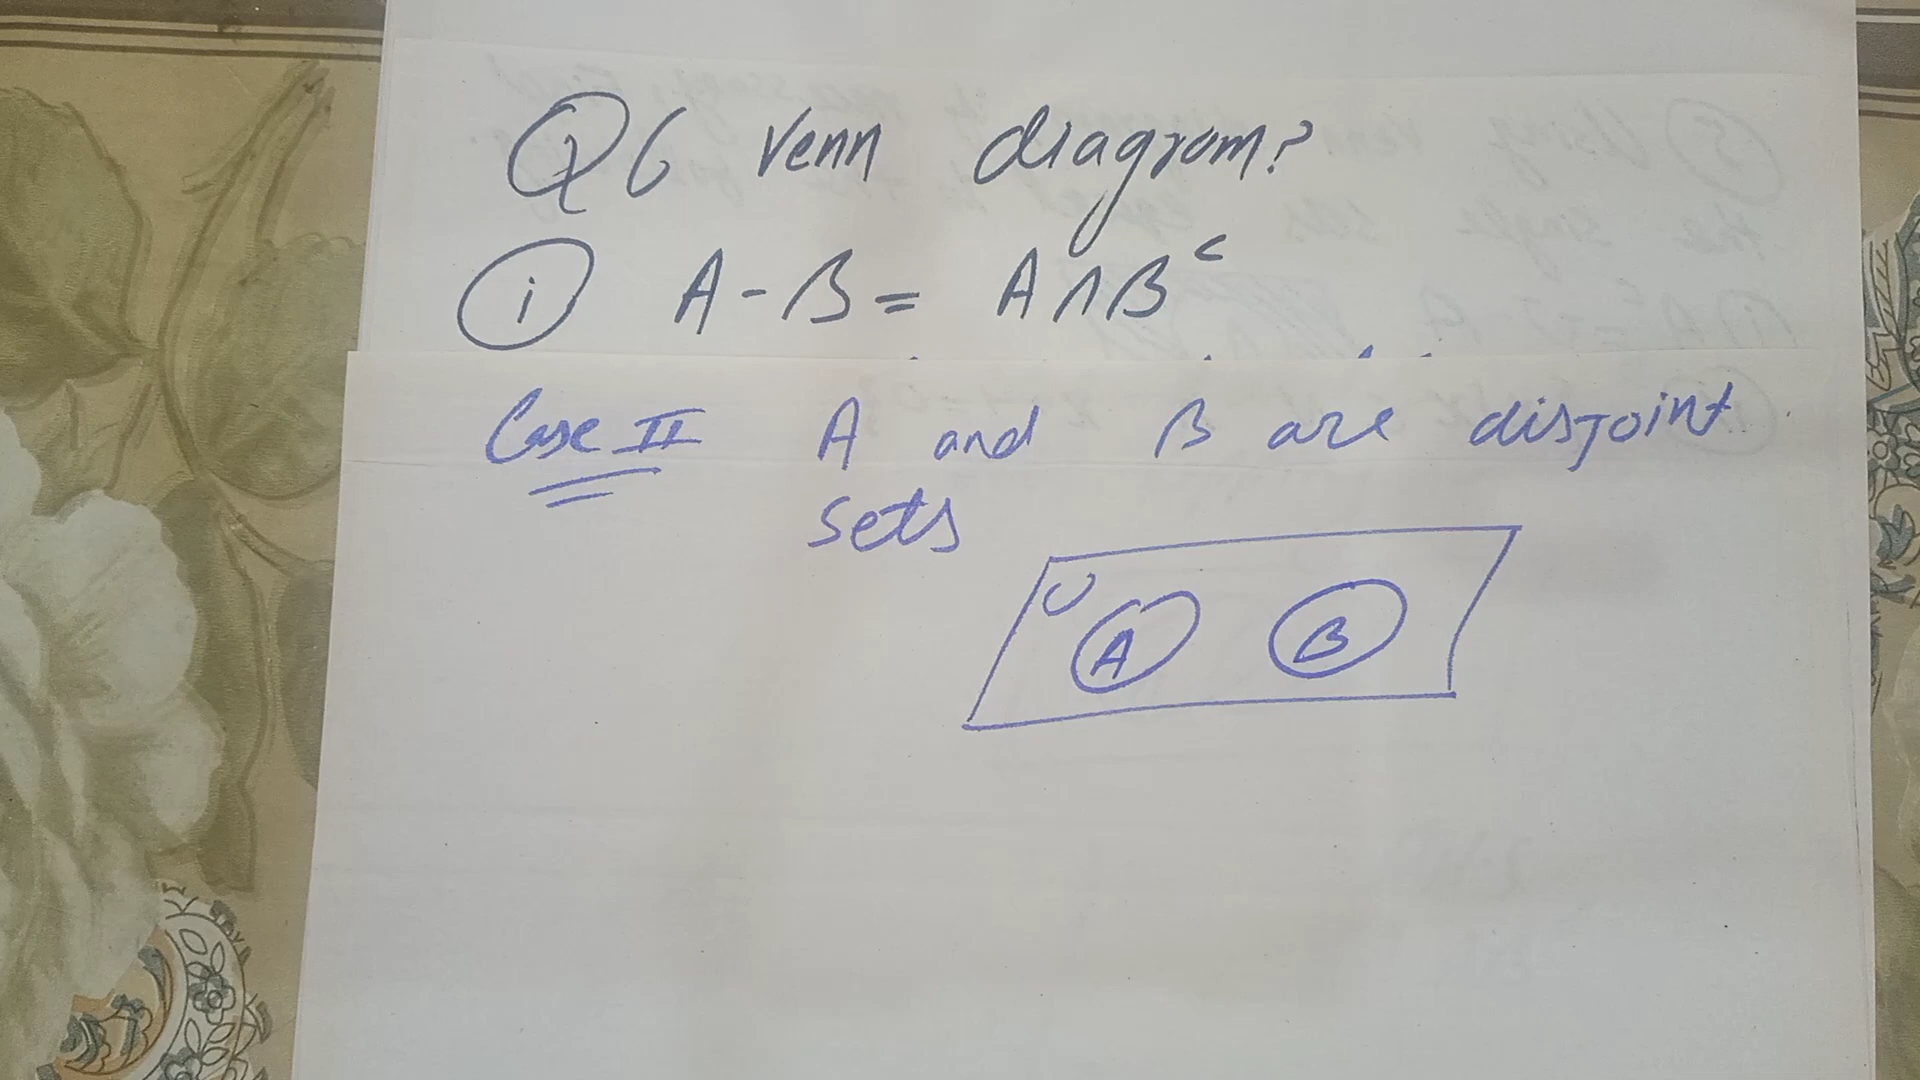 Q6 Venn diagram?
i A - B = A ∩ B^c
Case II A and B are disjoint
sets
U
A B